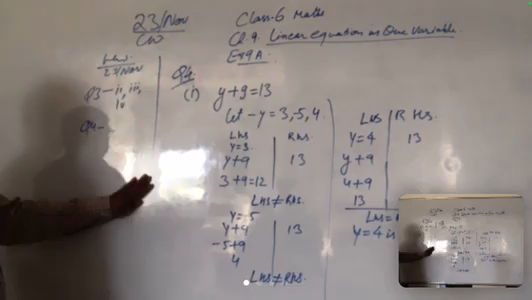 23/Nov
CW
Class-6 Maths
Ch 9. Linear equation in One Variable.
Ex 9A.
H.W.
23/Nov
Q3 - ii, iii,
iv
Q4 -
Q4.
(i) y+9=13
Let - y = 3, -5, 4.
LHS RHS.
y=3.
y+9 13
3+9=12
LHS ≠ RHS.
y=-5
y+9 13
-5+9
4
LHS ≠ RHS.
LHS RHS.
y=4 13
y+9
4+9
13
LHS =
y=4 is